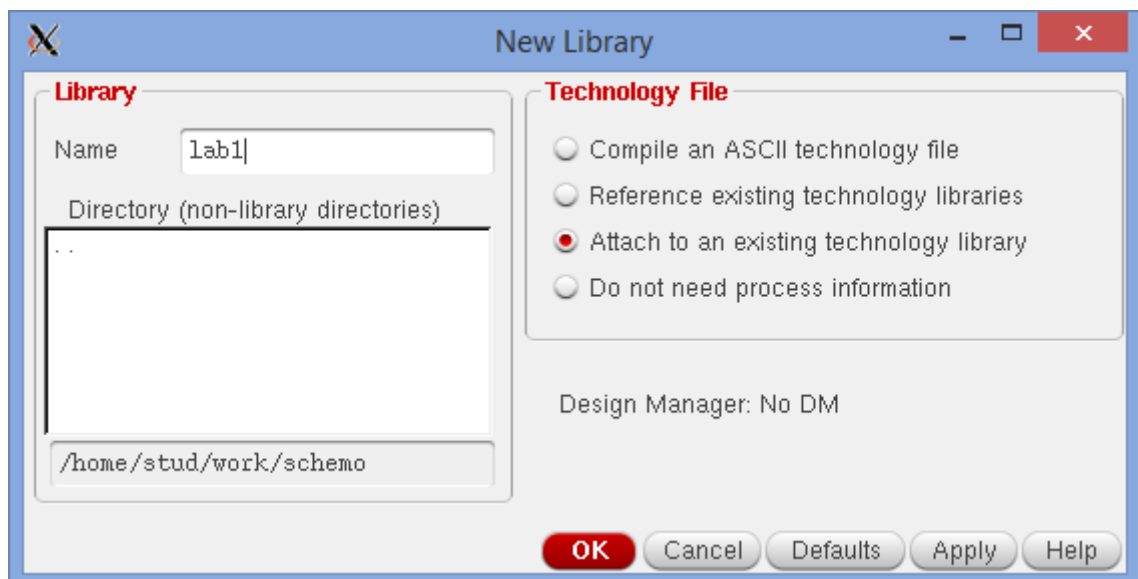 New Library
Library
Name lab1
Directory (non-library directories)
..
/home/stud/work/schemo
Technology File
Compile an ASCII technology file
Reference existing technology libraries
Attach to an existing technology library
Do not need process information
Design Manager: No DM
OK Cancel Defaults Apply Help